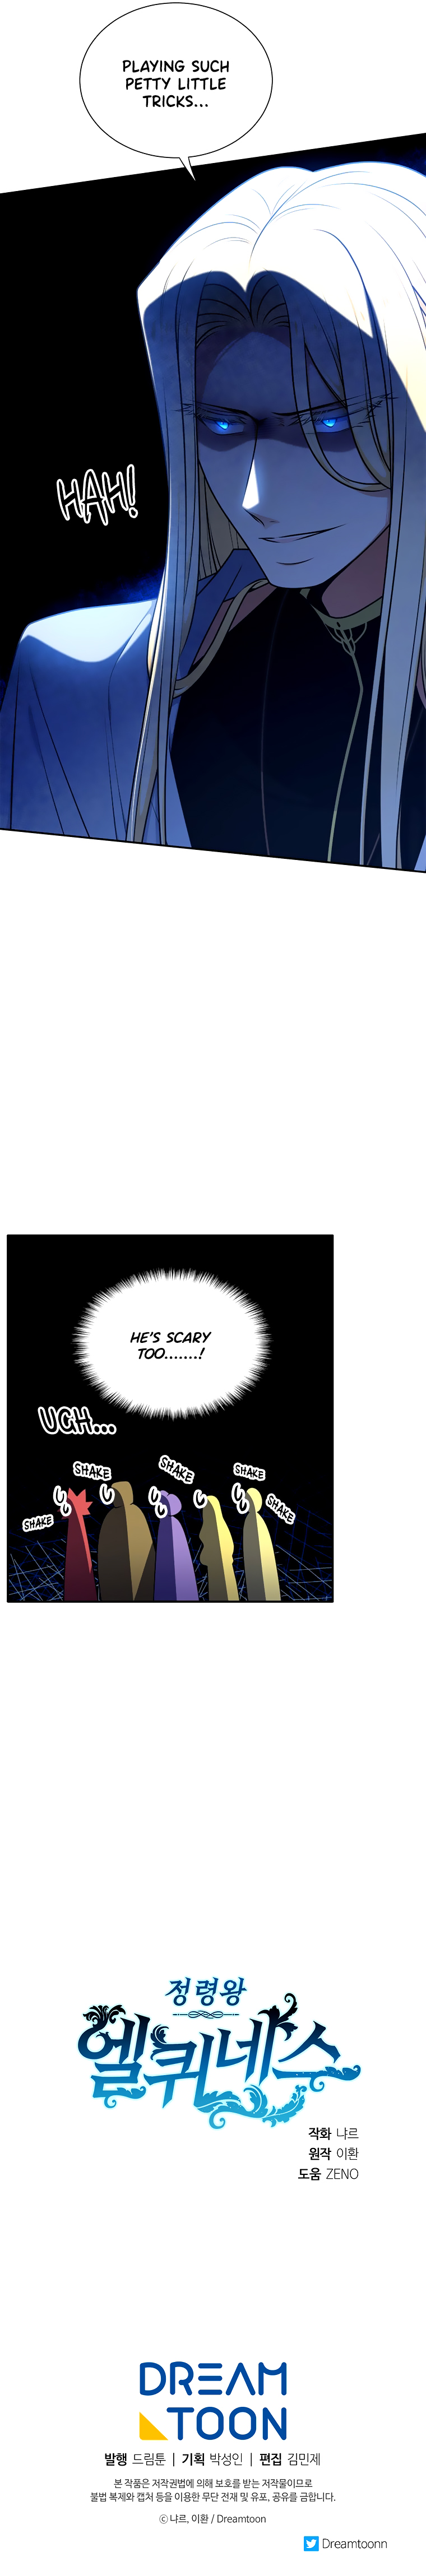 PLAYING SUCH
PETTY LITTLE
TRICKS...
HAH!
HE'S SCARY
TOO.......!
UGH...
SHAKE
SHAKE
SHAKE
SHAKE
SHAKE
정령왕
엘퀴네스
작화 냐르
원작 이환
도움 ZENO
DREAM
TOON
발행 드림툰 | 기획 박성인 | 편집 김민제
본 작품은 저작권법에 의해 보호를 받는 저작물이므로
불법 복제와 캡처 등을 이용한 무단 전재 및 유포, 공유를 금합니다.
ⓒ 냐르, 이환 / Dreamtoon
Dreamtoonn